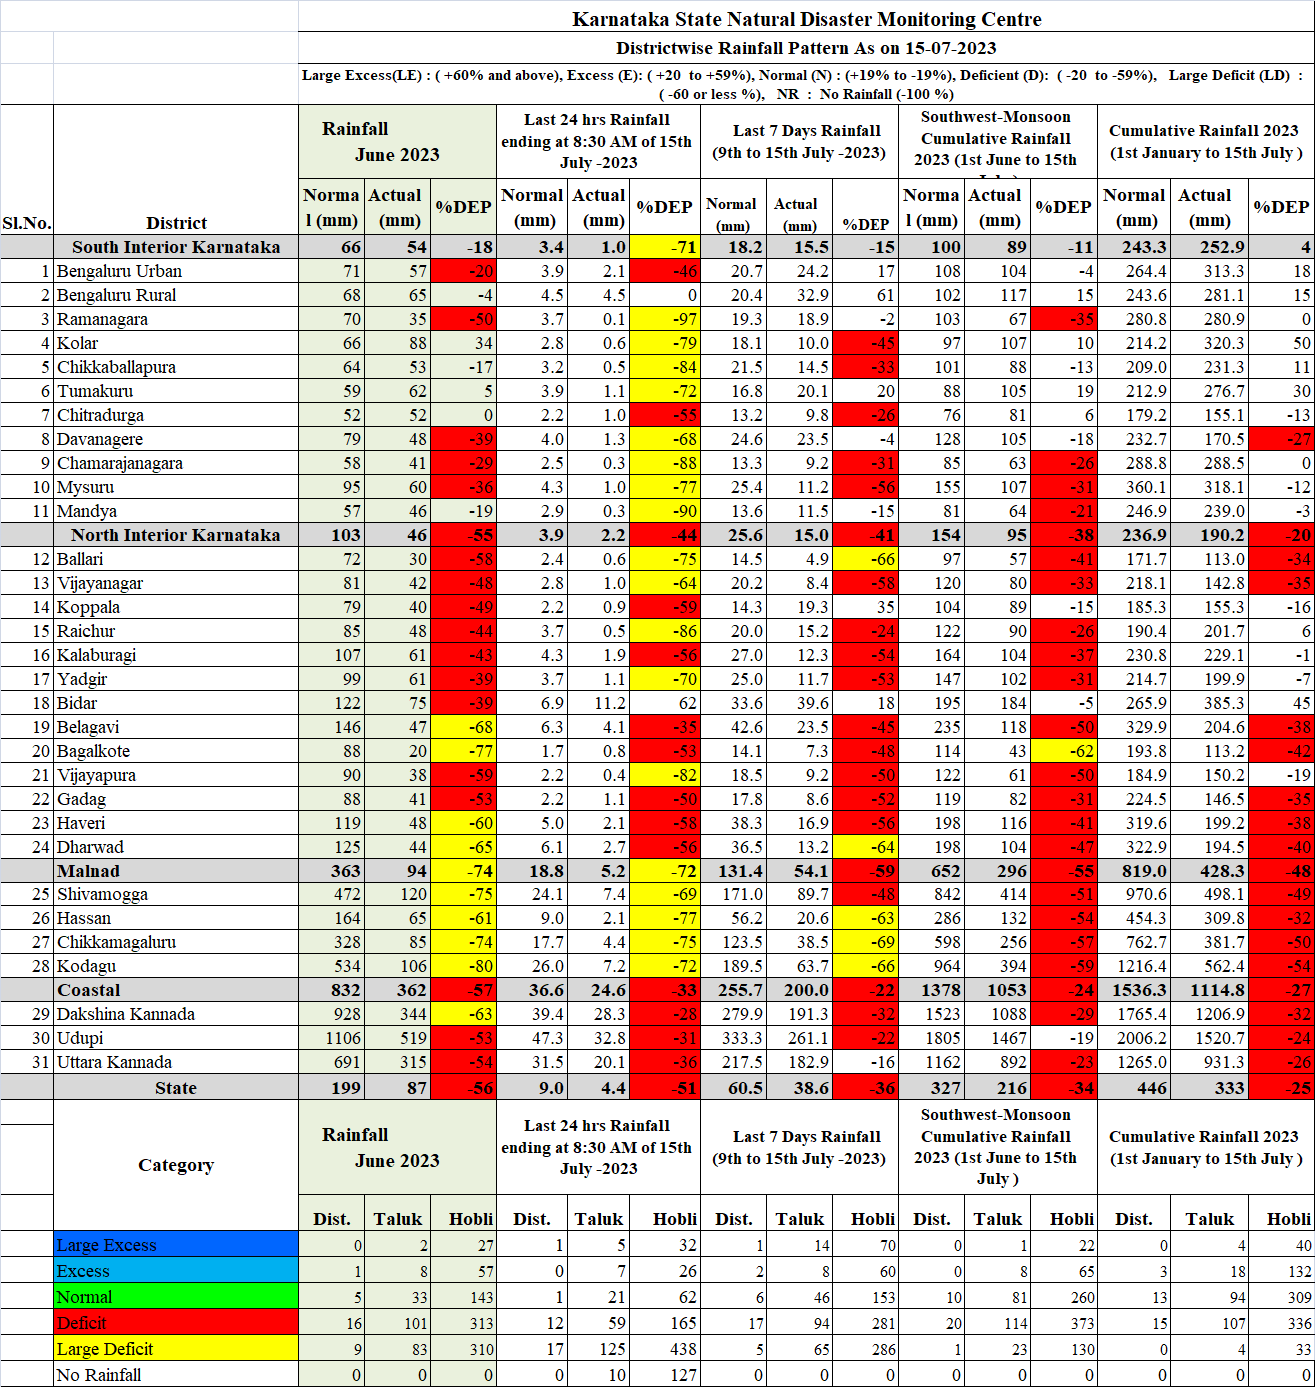 Karnataka State Natural Disaster Monitoring Centre
Districtwise Rainfall Pattern As on 15-07-2023
Large Excess(LE) : ( +60% and above), Excess (E): ( +20 to +59%), Normal (N) : (+19% to -19%), Deficient (D): ( -20 to -59%), Large Deficit (LD) :
( -60 or less %), NR : No Rainfall (-100 %)
Sl.No. District Rainfall June 2023 Last 24 hrs Rainfall ending at 8:30 AM of 15th July -2023 Last 7 Days Rainfall (9th to 15th July -2023) Southwest-Monsoon Cumulative Rainfall 2023 (1st June to 15th Cumulative Rainfall 2023 (1st January to 15th July )
Normal (mm) Actual (mm) %DEP Normal (mm) Actual (mm) %DEP Normal (mm) Actual (mm) %DEP Normal (mm) Actual (mm) %DEP Normal (mm) Actual (mm) %DEP
South Interior Karnataka 66 54 -18 3.4 1.0 -71 18.2 15.5 -15 100 89 -11 243.3 252.9 4
1 Bengaluru Urban 71 57 -20 3.9 2.1 -46 20.7 24.2 17 108 104 -4 264.4 313.3 18
2 Bengaluru Rural 68 65 -4 4.5 4.5 0 20.4 32.9 61 102 117 15 243.6 281.1 15
3 Ramanagara 70 35 -50 3.7 0.1 -97 19.3 18.9 -2 103 67 -35 280.8 280.9 0
4 Kolar 66 88 34 2.8 0.6 -79 18.1 10.0 -45 97 107 10 214.2 320.3 50
5 Chikkaballapura 64 53 -17 3.2 0.5 -84 21.5 14.5 -33 101 88 -13 209.0 231.3 11
6 Tumakuru 59 62 5 3.9 1.1 -72 16.8 20.1 20 88 105 19 212.9 276.7 30
7 Chitradurga 52 52 0 2.2 1.0 -55 13.2 9.8 -26 76 81 6 179.2 155.1 -13
8 Davanagere 79 48 -39 4.0 1.3 -68 24.6 23.5 -4 128 105 -18 232.7 170.5 -27
9 Chamarajanagara 58 41 -29 2.5 0.3 -88 13.3 9.2 -31 85 63 -26 288.8 288.5 0
10 Mysuru 95 60 -36 4.3 1.0 -77 25.4 11.2 -56 155 107 -31 360.1 318.1 -12
11 Mandya 57 46 -19 2.9 0.3 -90 13.6 11.5 -15 81 64 -21 246.9 239.0 -3
North Interior Karnataka 103 46 -55 3.9 2.2 -44 25.6 15.0 -41 154 95 -38 236.9 190.2 -20
12 Ballari 72 30 -58 2.4 0.6 -75 14.5 4.9 -66 97 57 -41 171.7 113.0 -34
13 Vijayanagar 81 42 -48 2.8 1.0 -64 20.2 8.4 -58 120 80 -33 218.1 142.8 -35
14 Koppala 79 40 -49 2.2 0.9 -59 14.3 19.3 35 104 89 -15 185.3 155.3 -16
15 Raichur 85 48 -44 3.7 0.5 -86 20.0 15.2 -24 122 90 -26 190.4 201.7 6
16 Kalaburagi 107 61 -43 4.3 1.9 -56 27.0 12.3 -54 164 104 -37 230.8 229.1 -1
17 Yadgir 99 61 -39 3.7 1.1 -70 25.0 11.7 -53 147 102 -31 214.7 199.9 -7
18 Bidar 122 75 -39 6.9 11.2 62 33.6 39.6 18 195 184 -5 265.9 385.3 45
19 Belagavi 146 47 -68 6.3 4.1 -35 42.6 23.5 -45 235 118 -50 329.9 204.6 -38
20 Bagalkote 88 20 -77 1.7 0.8 -53 14.1 7.3 -48 114 43 -62 193.8 113.2 -42
21 Vijayapura 90 38 -59 2.2 0.4 -82 18.5 9.2 -50 122 61 -50 184.9 150.2 -19
22 Gadag 88 41 -53 2.2 1.1 -50 17.8 8.6 -52 119 82 -31 224.5 146.5 -35
23 Haveri 119 48 -60 5.0 2.1 -58 38.3 16.9 -56 198 116 -41 319.6 199.2 -38
24 Dharwad 125 44 -65 6.1 2.7 -56 36.5 13.2 -64 198 104 -47 322.9 194.5 -40
Malnad 363 94 -74 18.8 5.2 -72 131.4 54.1 -59 652 296 -55 819.0 428.3 -48
25 Shivamogga 472 120 -75 24.1 7.4 -69 171.0 89.7 -48 842 414 -51 970.6 498.1 -49
26 Hassan 164 65 -61 9.0 2.1 -77 56.2 20.6 -63 286 132 -54 454.3 309.8 -32
27 Chikkamagaluru 328 85 -74 17.7 4.4 -75 123.5 38.5 -69 598 256 -57 762.7 381.7 -50
28 Kodagu 534 106 -80 26.0 7.2 -72 189.5 63.7 -66 964 394 -59 1216.4 562.4 -54
Coastal 832 362 -57 36.6 24.6 -33 255.7 200.0 -22 1378 1053 -24 1536.3 1114.8 -27
29 Dakshina Kannada 928 344 -63 39.4 28.3 -28 279.9 191.3 -32 1523 1088 -29 1765.4 1206.9 -32
30 Udupi 1106 519 -53 47.3 32.8 -31 333.3 261.1 -22 1805 1467 -19 2006.2 1520.7 -24
31 Uttara Kannada 691 315 -54 31.5 20.1 -36 217.5 182.9 -16 1162 892 -23 1265.0 931.3 -26
State 199 87 -56 9.0 4.4 -51 60.5 38.6 -36 327 216 -34 446 333 -25
Category Rainfall June 2023 Last 24 hrs Rainfall ending at 8:30 AM of 15th July -2023 Last 7 Days Rainfall (9th to 15th July -2023) Southwest-Monsoon Cumulative Rainfall 2023 (1st June to 15th July ) Cumulative Rainfall 2023 (1st January to 15th July )
Dist. Taluk Hobli Dist. Taluk Hobli Dist. Taluk Hobli Dist. Taluk Hobli Dist. Taluk Hobli
Large Excess 0 2 27 1 5 32 1 14 70 0 1 22 0 4 40
Excess 1 8 57 0 7 26 2 8 60 0 8 65 3 18 132
Normal 5 33 143 1 21 62 6 46 153 10 81 260 13 94 309
Deficit 16 101 313 12 59 165 17 94 281 20 114 373 15 107 336
Large Deficit 9 83 310 17 125 438 5 65 286 1 23 130 0 4 33
No Rainfall 0 0 0 0 10 127 0 0 0 0 0 0 0 0 0